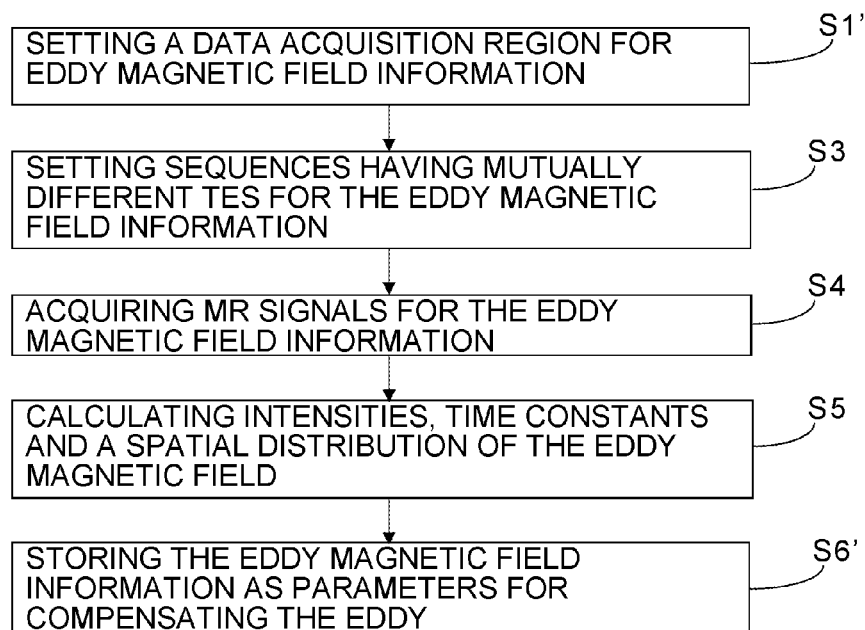 SETTING A DATA ACQUISITION REGION FOR
EDDY MAGNETIC FIELD INFORMATION
S1'
SETTING SEQUENCES HAVING MUTUALLY
DIFFERENT TES FOR THE EDDY MAGNETIC
FIELD INFORMATION
S3
ACQUIRING MR SIGNALS FOR THE EDDY
MAGNETIC FIELD INFORMATION
S4
CALCULATING INTENSITIES, TIME CONSTANTS
AND A SPATIAL DISTRIBUTION OF THE EDDY
MAGNETIC FIELD
S5
STORING THE EDDY MAGNETIC FIELD
INFORMATION AS PARAMETERS FOR
COMPENSATING THE EDDY
S6'